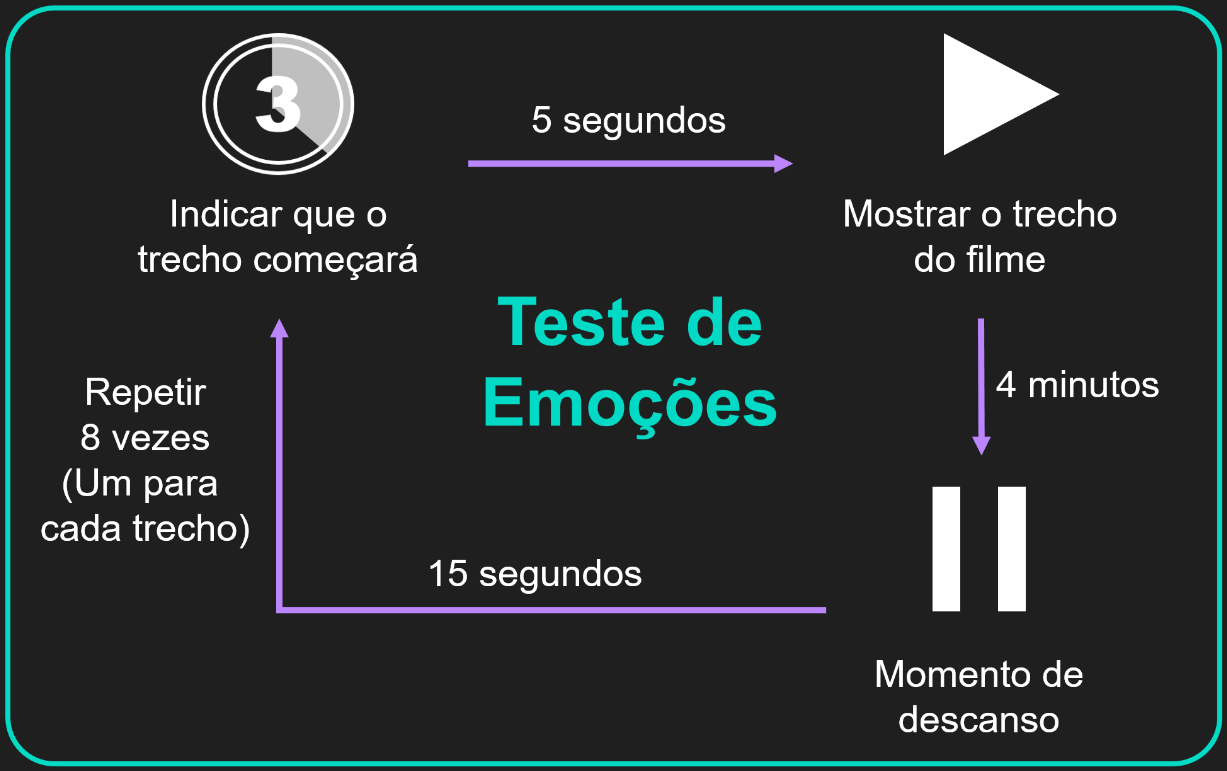 3
5 segundos
Indicar que o
trecho começará
Mostrar o trecho
do filme
Teste de
Emoções
4 minutos
Repetir
8 vezes
(Um para
cada trecho)
15 segundos
Momento de
descanso